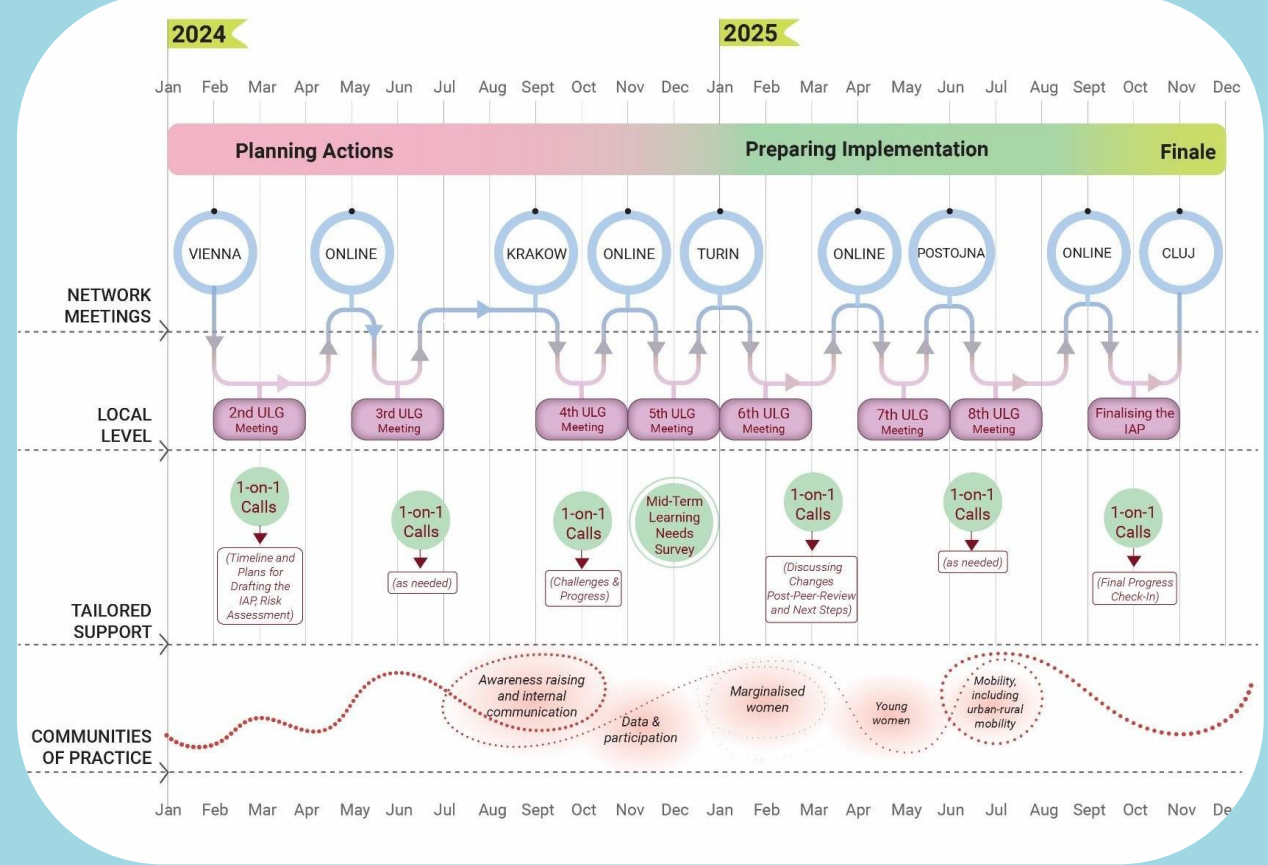 2024
2025
Jan Feb Mar Apr May Jun Jul Aug Sept Oct Nov Dec Jan Feb Mar Apr May Jun Jul Aug Sept Oct Nov Dec
Planning Actions
Preparing Implementation
Finale
VIENNA
ONLINE
KRAKOW
ONLINE
TURIN
ONLINE
POSTOJNA
ONLINE
CLUJ
NETWORK
MEETINGS
LOCAL
LEVEL
2nd ULG
Meeting
3rd ULG
Meeting
4th ULG
Meeting
5th ULG
Meeting
6th ULG
Meeting
7th ULG
Meeting
8th ULG
Meeting
Finalising the
IAP
TAILORED
SUPPORT
1-on-1
Calls
(Timeline and
Plans for
Drafting the
IAP, Risk
Assessment)
1-on-1
Calls
(as needed)
1-on-1
Calls
(Challenges &
Progress)
Mid-Term
Learning
Needs
Survey
1-on-1
Calls
(Discussing
Changes
Post-Peer-Review
and Next Steps)
1-on-1
Calls
(as needed)
1-on-1
Calls
(Final Progress
Check-In)
COMMUNITIES
OF PRACTICE
Awareness raising
and internal
communication
Data &
participation
Marginalised
women
Young
women
Mobility,
including
urban-rural
mobility
Jan Feb Mar Apr May Jun Jul Aug Sept Oct Nov Dec Jan Feb Mar Apr May Jun Jul Aug Sept Oct Nov De